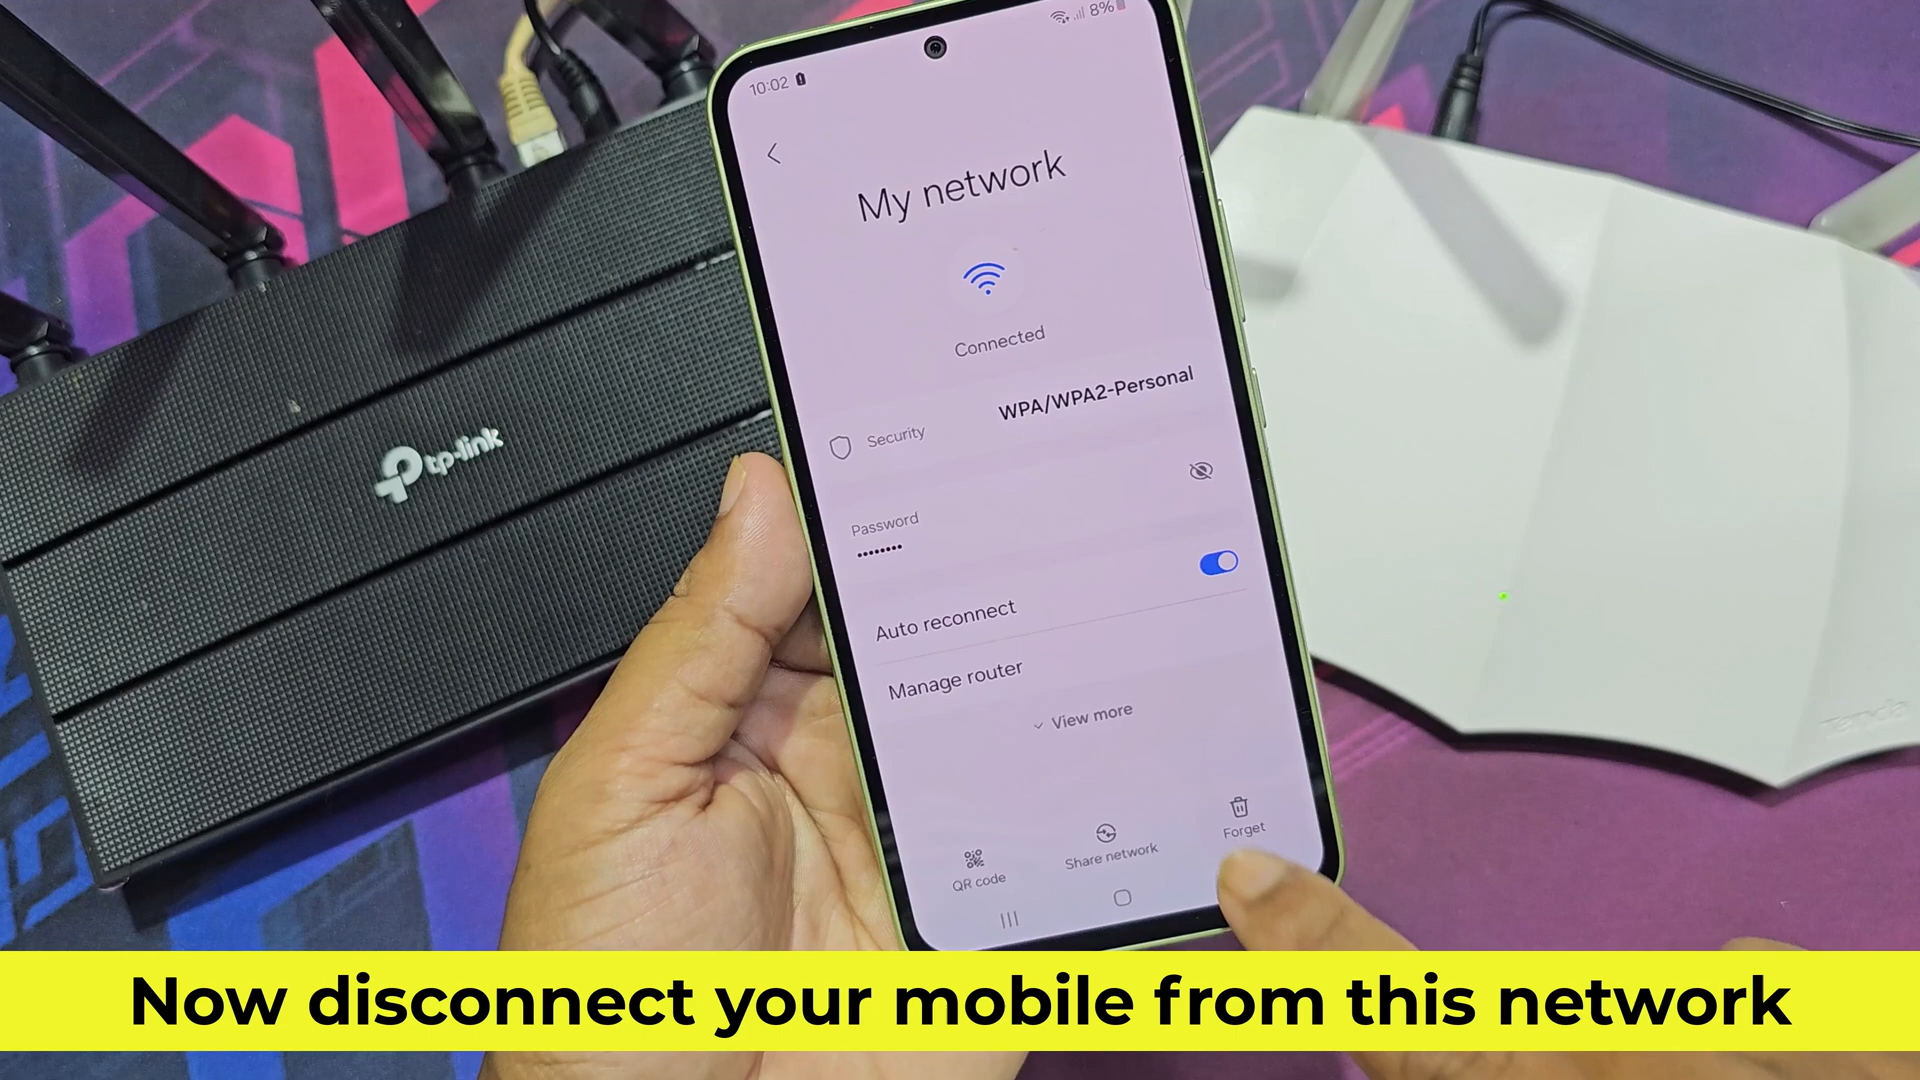 8%
10:02
My network
Connected
Security
WPA/WPA2-Personal
Password
••••••••
Auto reconnect
Manage router
View more
QR code
Share network
Forget
tp-link
Tenda
Now disconnect your mobile from this network